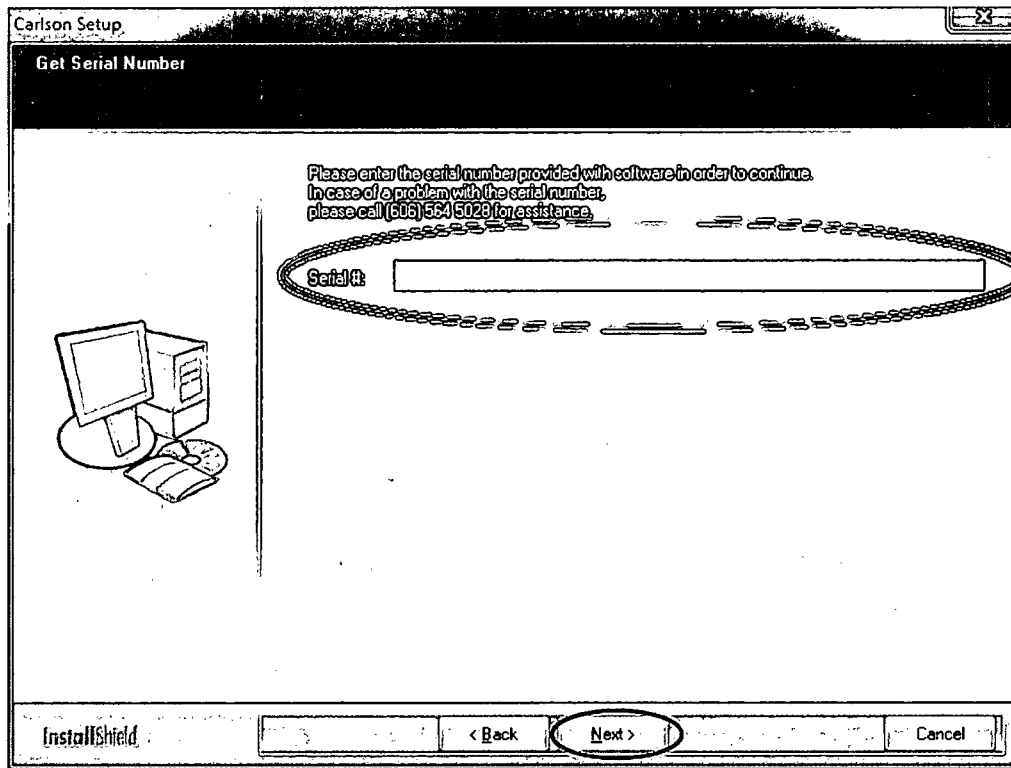 Carlson Setup
Get Serial Number
Please enter the serial number provided with software in order to continue.
In case of a problem with the serial number,
please call (606) 564 5028 for assistance.
Serial #:
InstallShield
< Back
Next >
Cancel